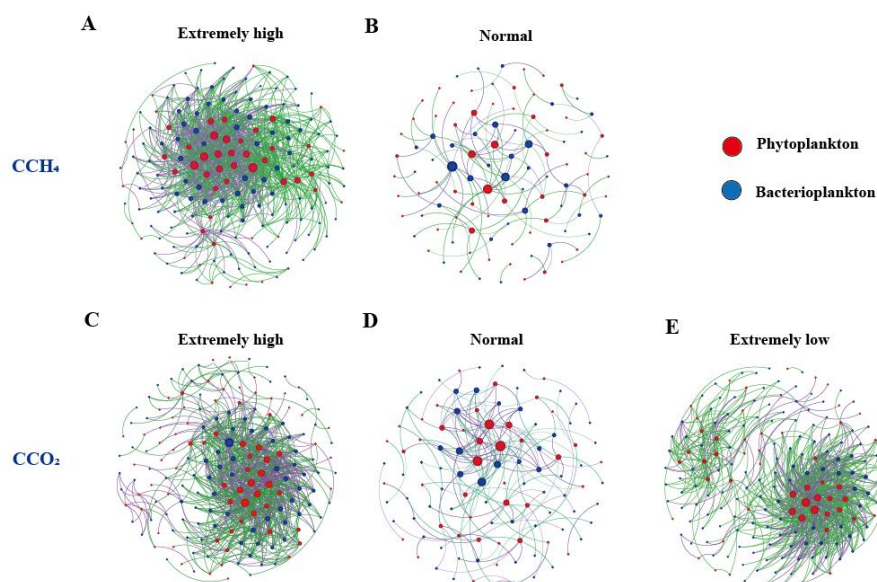 A
Extremely high
B
Normal
CCH₄
Phytoplankton
Bacterioplankton
C
Extremely high
D
Normal
E
Extremely low
CCO₂